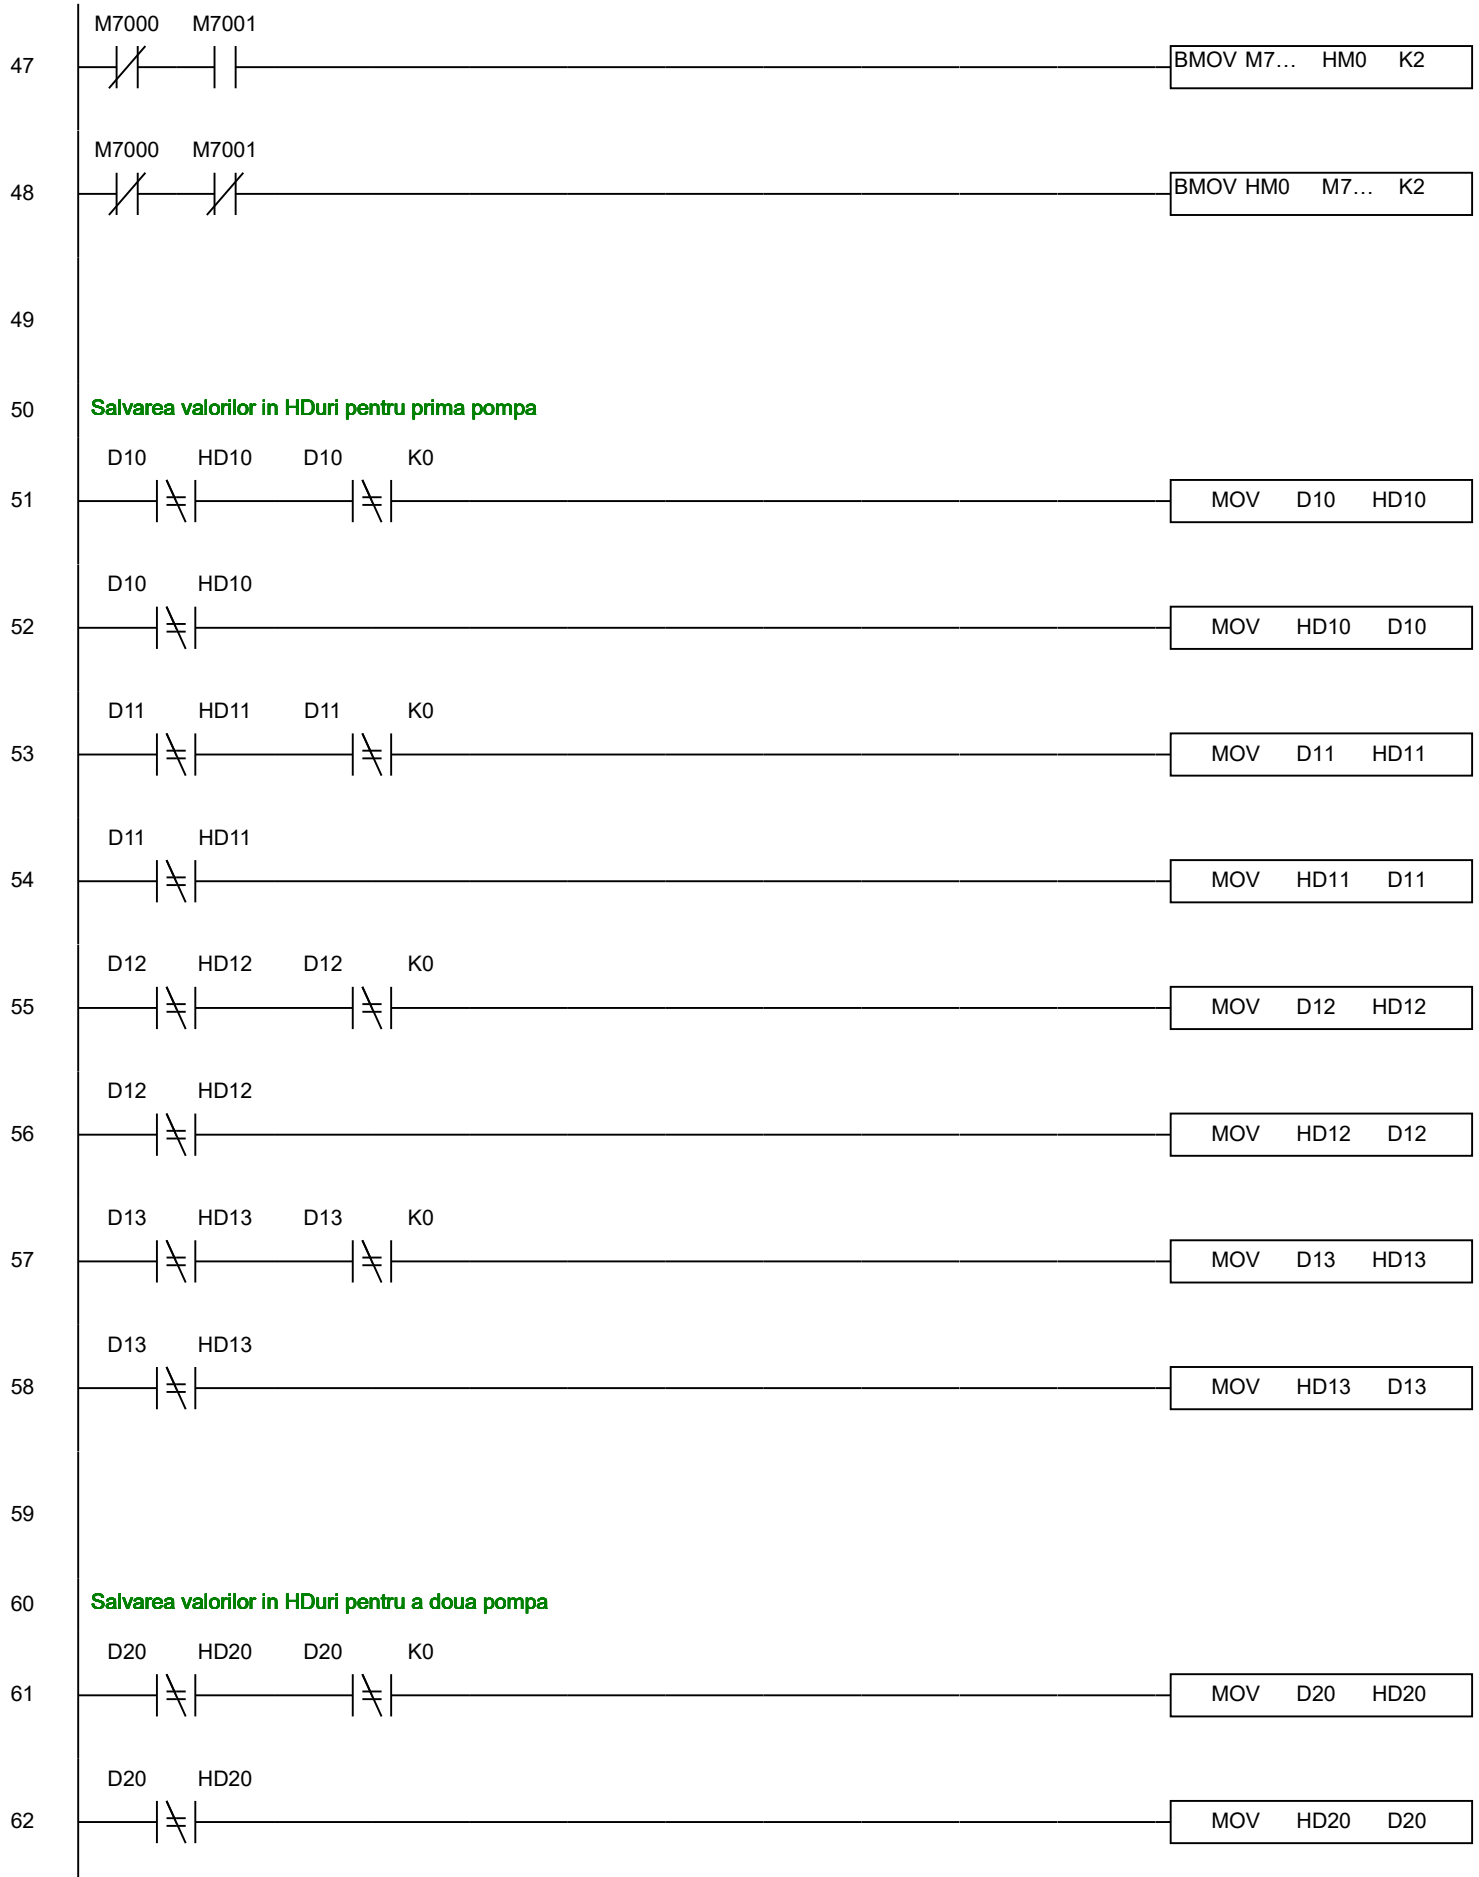 M7000 M7001
47 BMOV M7... HM0 K2
M7000 M7001
48 BMOV HM0 M7... K2
49
50 Salvarea valorilor in HDuri pentru prima pompa
D10 HD10 D10 K0
51 MOV D10 HD10
D10 HD10
52 MOV HD10 D10
D11 HD11 D11 K0
53 MOV D11 HD11
D11 HD11
54 MOV HD11 D11
D12 HD12 D12 K0
55 MOV D12 HD12
D12 HD12
56 MOV HD12 D12
D13 HD13 D13 K0
57 MOV D13 HD13
D13 HD13
58 MOV HD13 D13
59
60 Salvarea valorilor in HDuri pentru a doua pompa
D20 HD20 D20 K0
61 MOV D20 HD20
D20 HD20
62 MOV HD20 D20